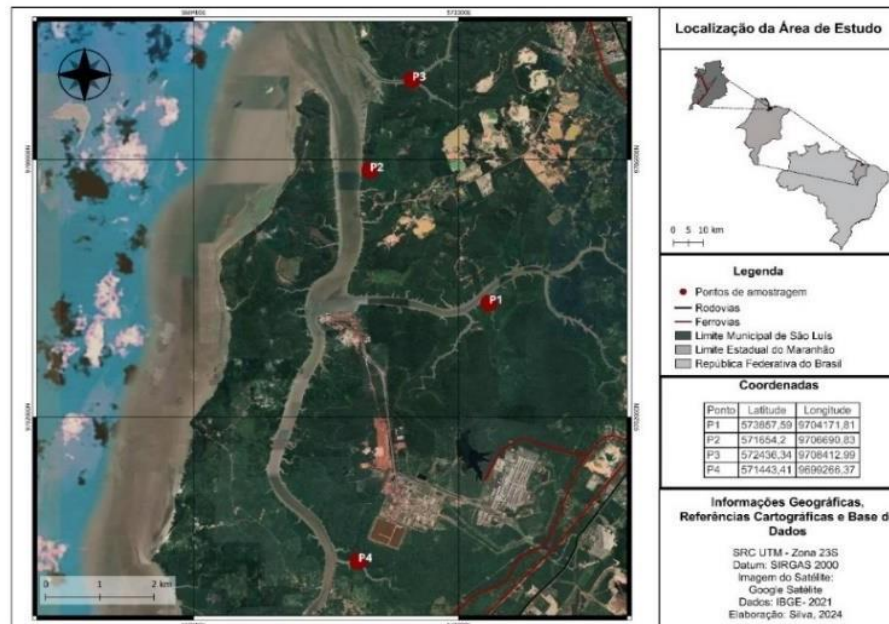 Localização da Área de Estudo
P3
P2
P1
P4
0 1 2 km
0 5 10 km
Legenda
Pontos de amostragem
Rodovias
Ferrovias
Limite Municipal de São Luís
Limite Estadual do Maranhão
República Federativa do Brasil
Coordenadas
Ponto Latitude Longitude
P1 573857,59 9704171,81
P2 571654,2 9706690,83
P3 572436,34 9708412,99
P4 571443,41 9699266,37
Informações Geográficas,
Referências Cartográficas e Base d
Dados
SRC UTM - Zona 23S
Datum: SIRGAS 2000
Imagem do Satélite:
Google Satélite
Dados: IBGE- 2021
Elaboração: Silva, 2024